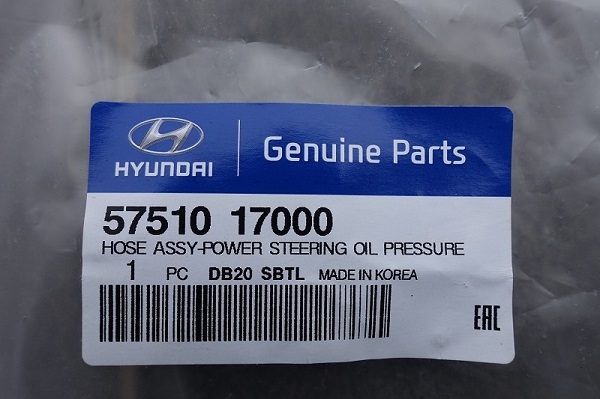 HYUNDAI
Genuine Parts
57510 17000
HOSE ASSY-POWER STEERING OIL PRESSURE
1 PC DB20 SBTL MADE IN KOREA
EAC